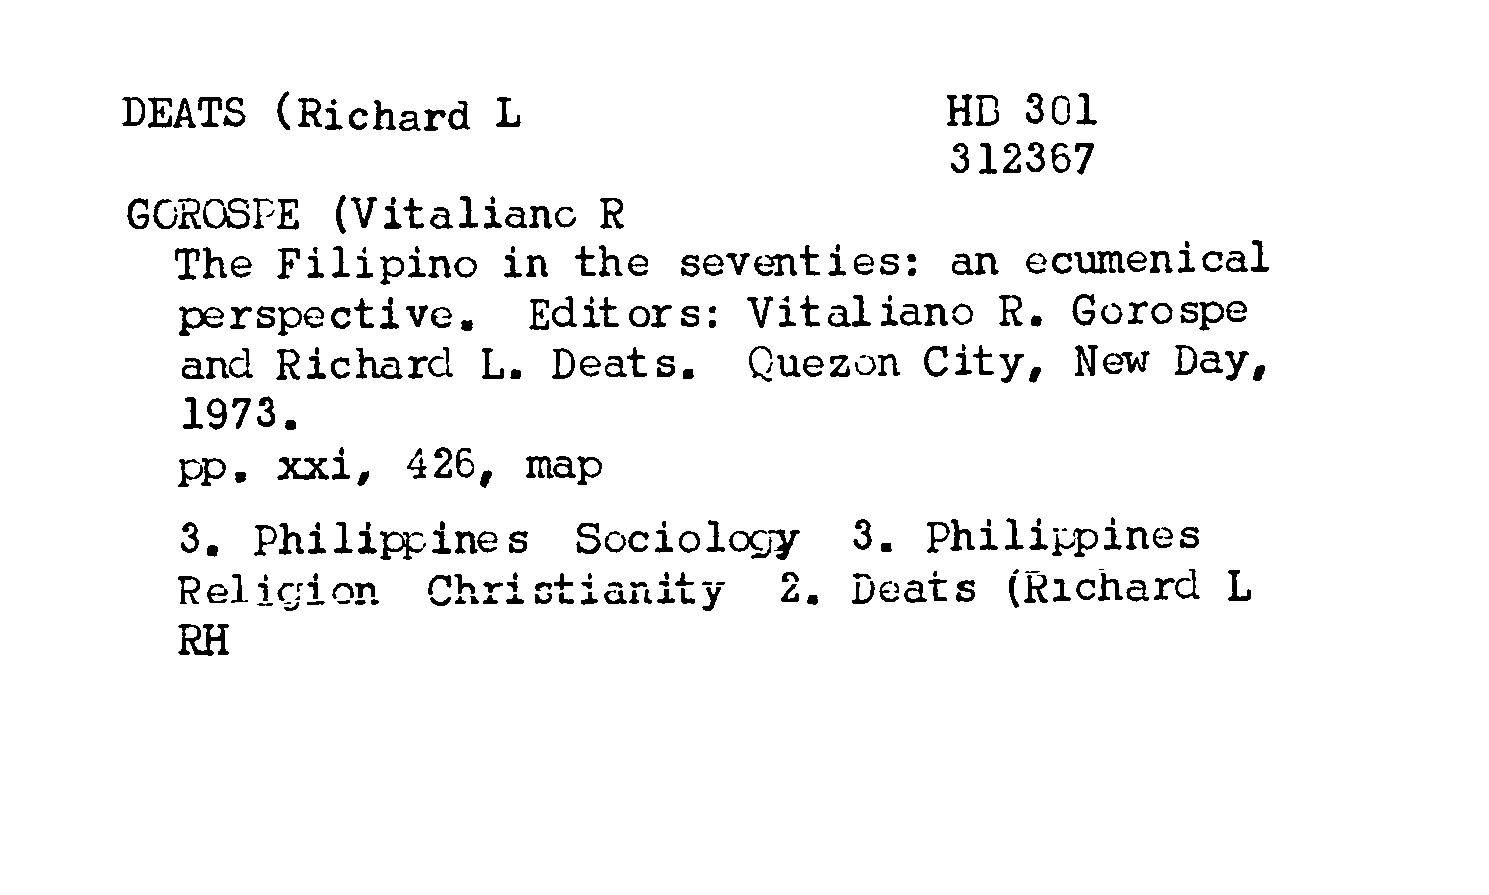 DEATS (Richard L
HB 301
312367
GOROSPE (Vitaliano R
The Filipino in the seventies: an ecumenical
perspective. Editors: Vitaliano R. Gorospe
and Richard L. Deats. Quezon City, New Day,
1973.
pp. xxi, 426, map
3. Philippines Sociology 3. Philippines
Religion Christianity 2. Deats (Richard L
RH